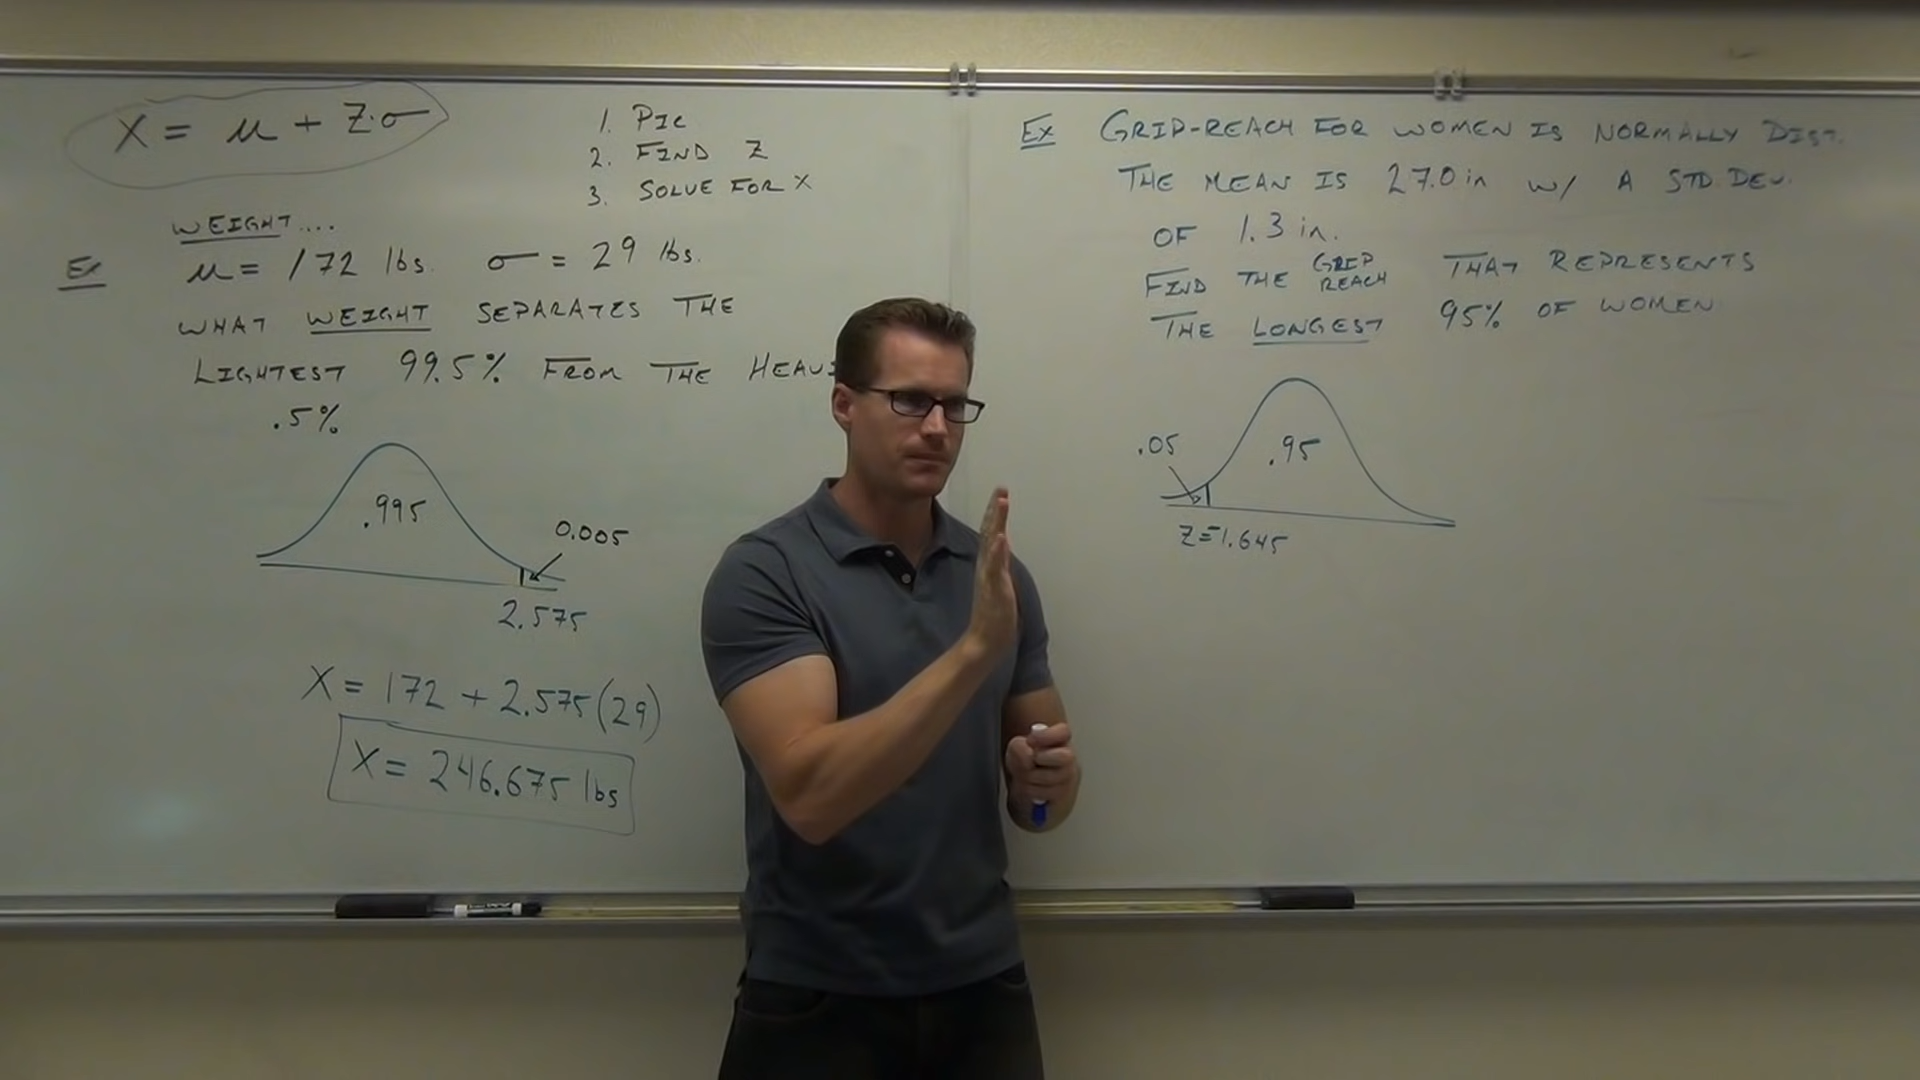 X = μ + Z·σ
1. PIC
2. FIND Z
3. SOLVE FOR X
WEIGHT....
Ex μ = 172 lbs. σ = 29 lbs.
WHAT WEIGHT SEPARATES THE
LIGHTEST 99.5% FROM THE HEAVI
.5%
.995
0.005
2.575
X = 172 + 2.575(29)
X = 246.675 lbs
Ex GRIP-REACH FOR WOMEN IS NORMALLY DIST.
THE MEAN IS 27.0 in w/ A STD. DEV.
OF 1.3 in.
FIND THE GRIP REACH THAT REPRESENTS
THE LONGEST 95% OF WOMEN
.05
.95
Z=-1.645